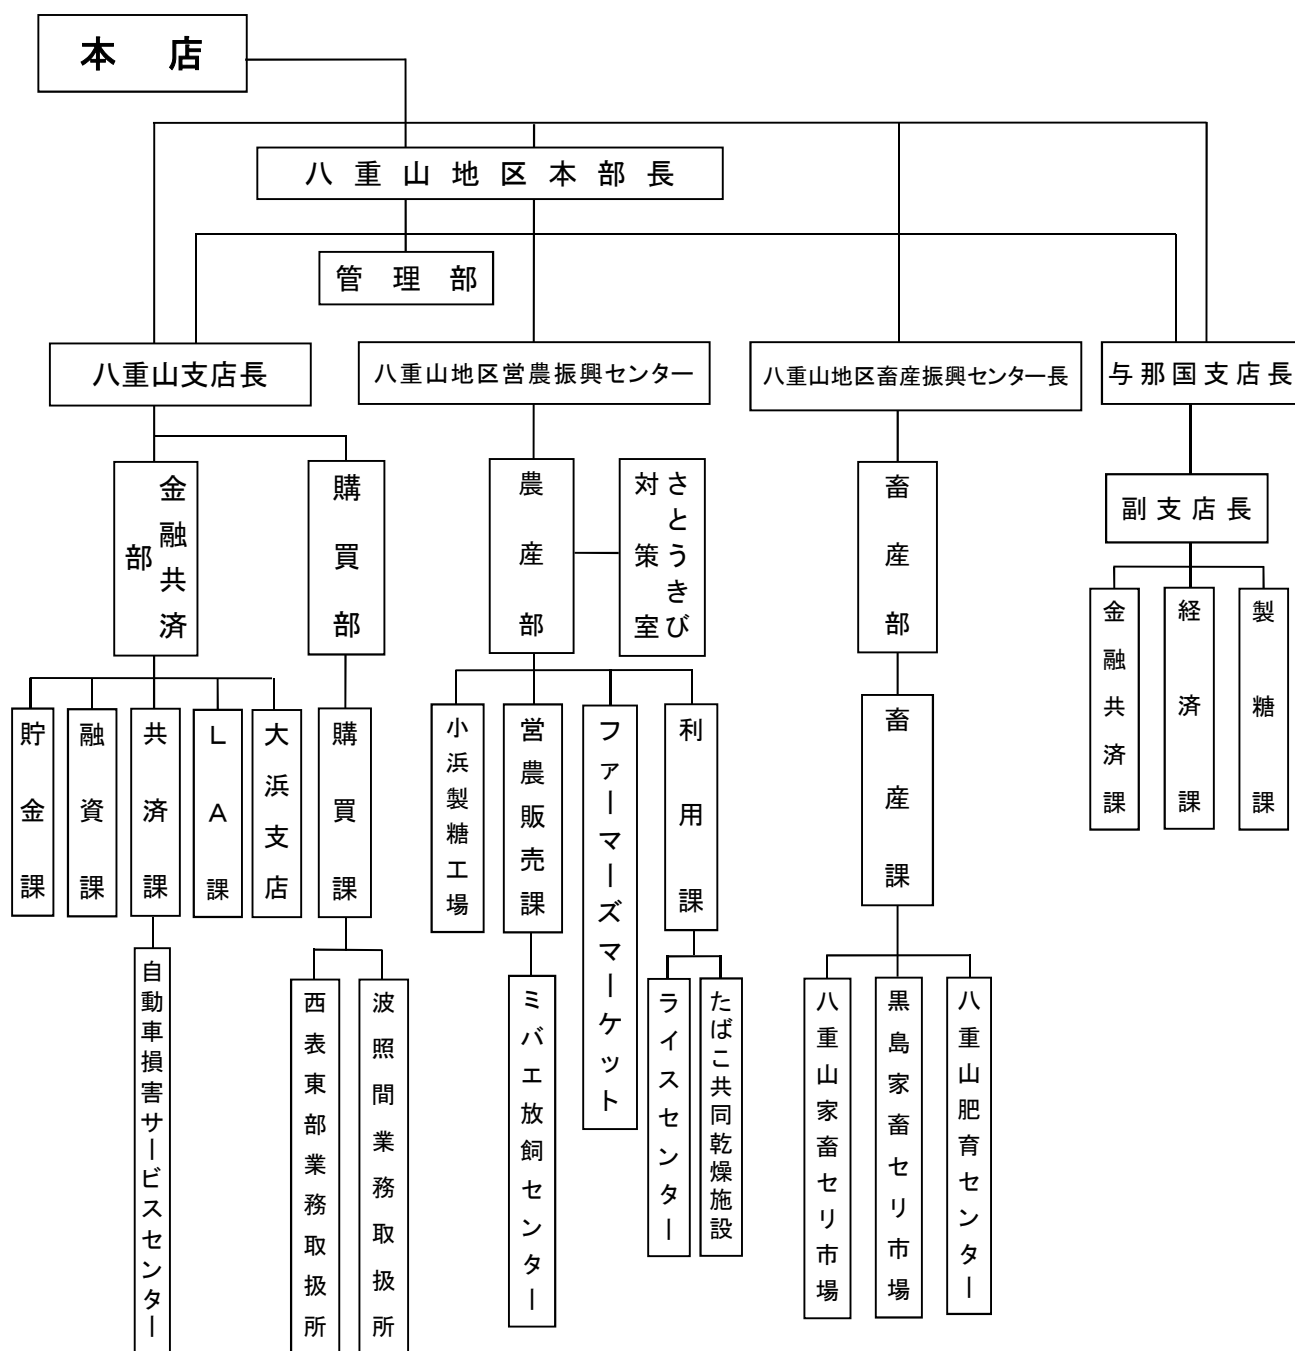 本 店
八重山地区本部長
管理部
八重山支店長
八重山地区営農振興センター
八重山地区畜産振興センター長
与那国支店長
金融共済
部
購買部
農産部
さとうきび
対策室
畜産部
副支店長
金融共済課
経済課
製糖課
貯金課
融資課
共済課
LA課
大浜支店
購買課
小浜製糖工場
営農販売課
ファーマーズマーケット
利用課
畜産課
自動車損害サービスセンター
西表東部業務取扱所
波照間業務取扱所
ミバエ放飼センター
ライスセンター
たばこ共同乾燥施設
八重山家畜セリ市場
黒島家畜セリ市場
八重山肥育センター